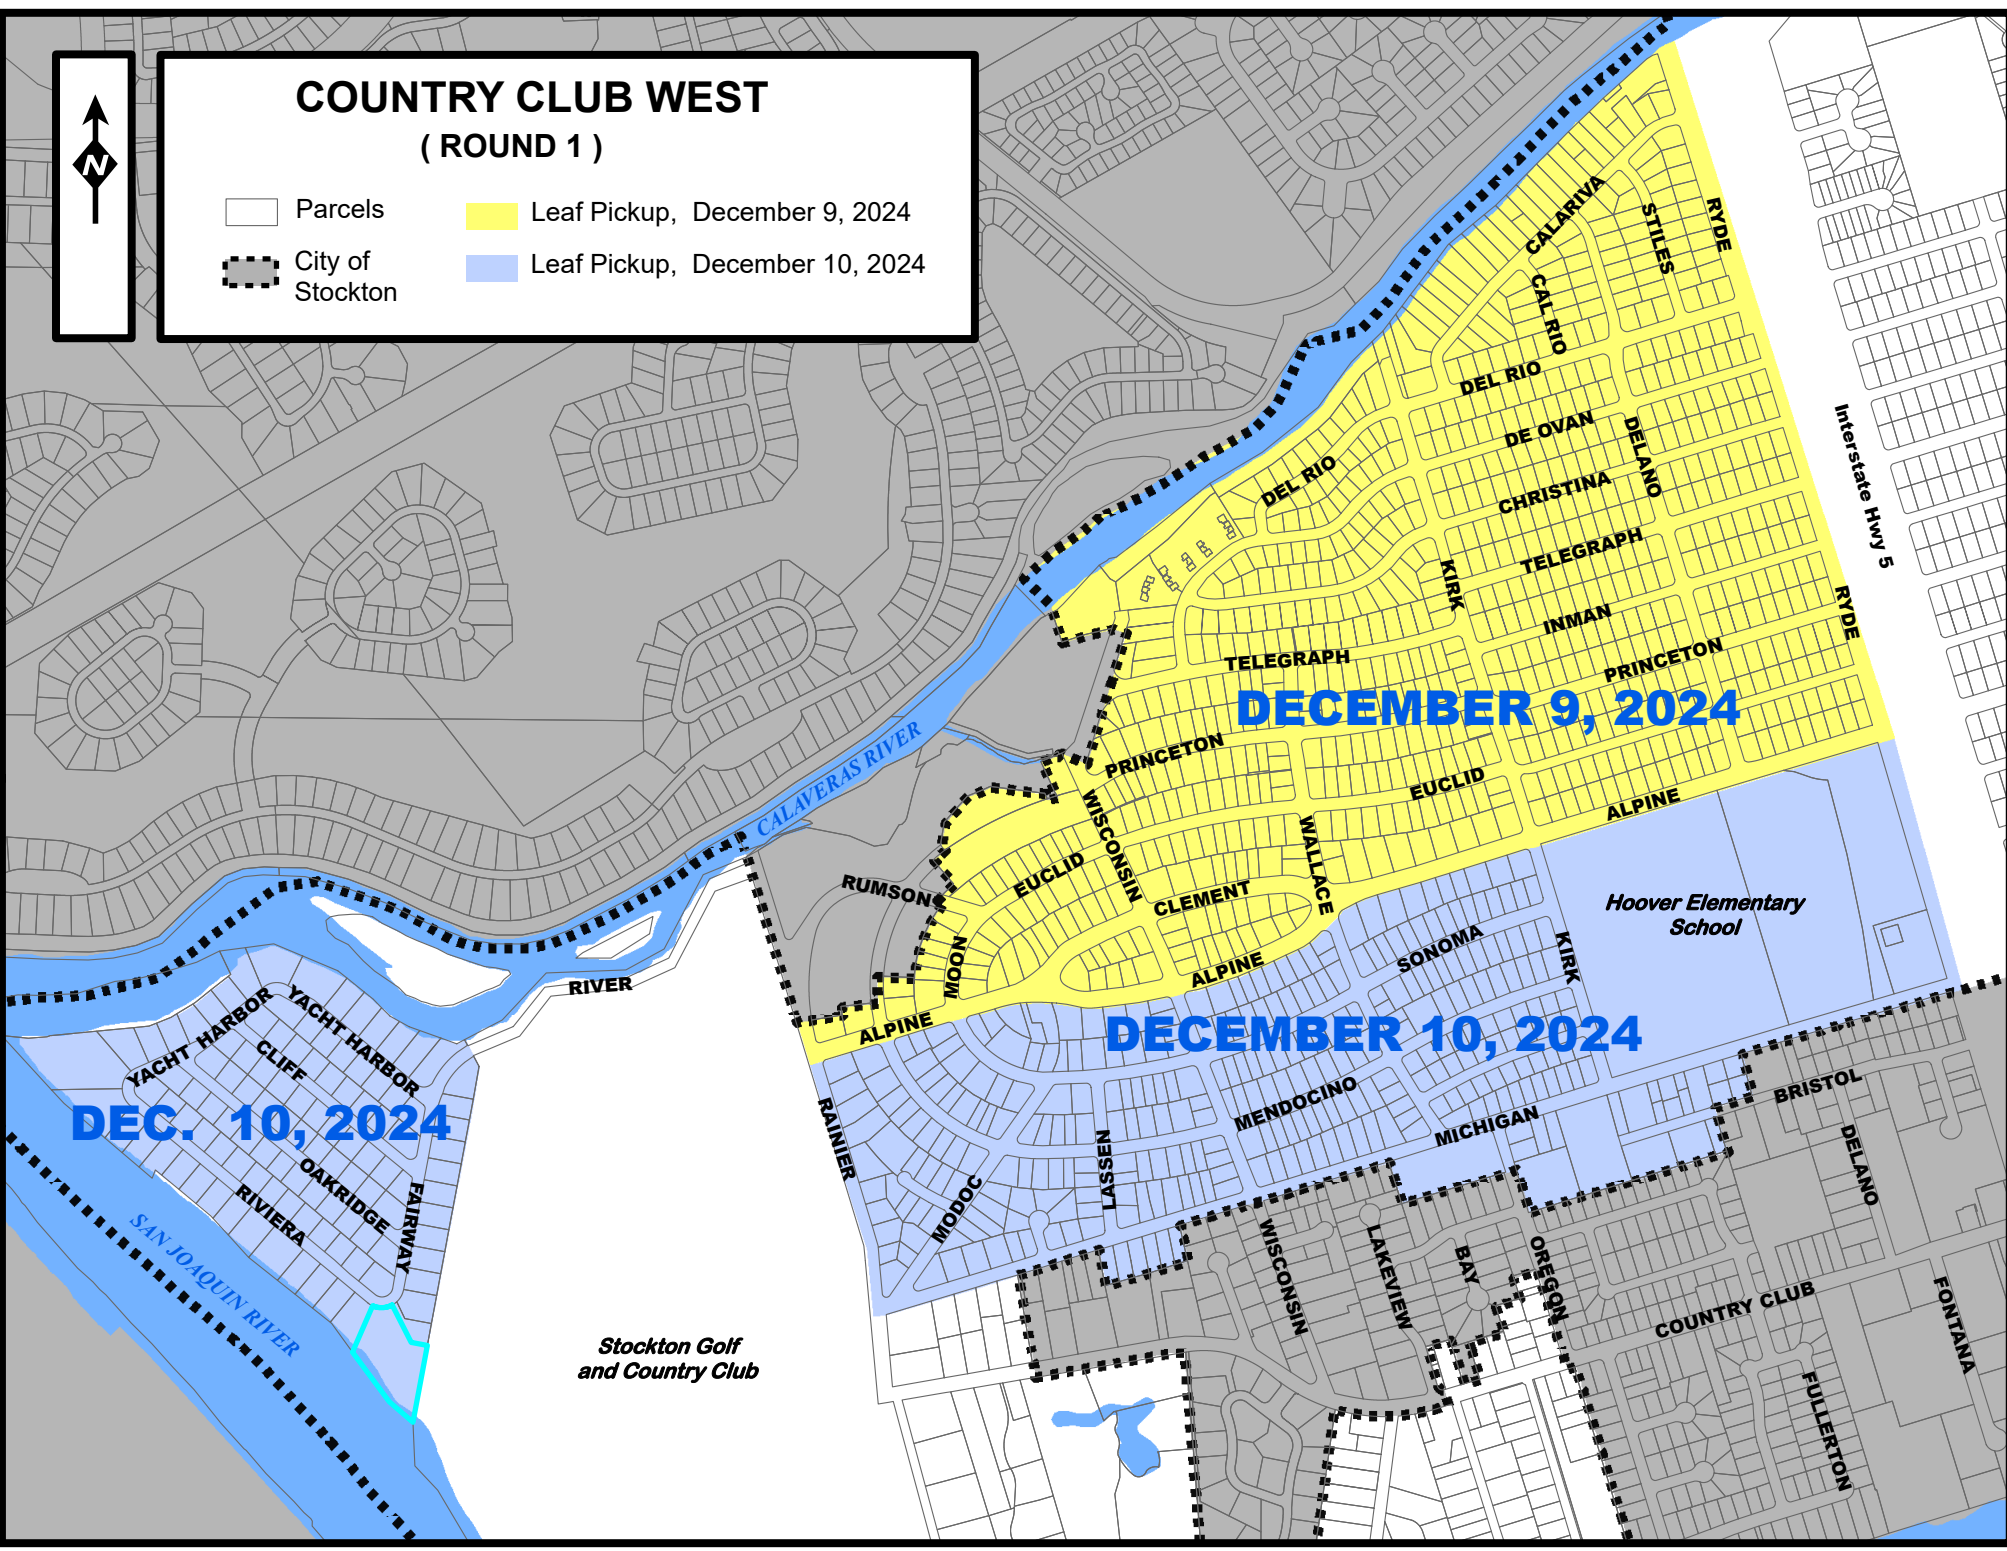 COUNTRY CLUB WEST
( ROUND 1 )
N
Parcels
Leaf Pickup,  December 9, 2024
City of
Stockton
Leaf Pickup,  December 10, 2024
CALARIVA
STILES
RYDE
CAL RIO
DEL RIO
DE OVAN
DELANO
Interstate Hwy 5
DEL RIO
CHRISTINA
TELEGRAPH
KIRK
INMAN
RYDE
TELEGRAPH
PRINCETON
DECEMBER 9, 2024
PRINCETON
CALAVERAS RIVER
EUCLID
ALPINE
WISCONSIN
WALLACE
EUCLID
RUMSON
CLEMENT
Hoover Elementary
School
SONOMA
KIRK
MOON
ALPINE
RIVER
ALPINE
DECEMBER 10, 2024
YACHT HARBOR
YACHT HARBOR
CLIFF
DEC.  10, 2024
RAINIER
MENDOCINO
MICHIGAN
BRISTOL
LASSEN
DELANO
OAKRIDGE
RIVIERA
FAIRWAY
MODOC
SAN JOAQUIN RIVER
WISCONSIN
LAKEVIEW
BAY
OREGON
COUNTRY CLUB
FONTANA
Stockton Golf
and Country Club
FULLERTON